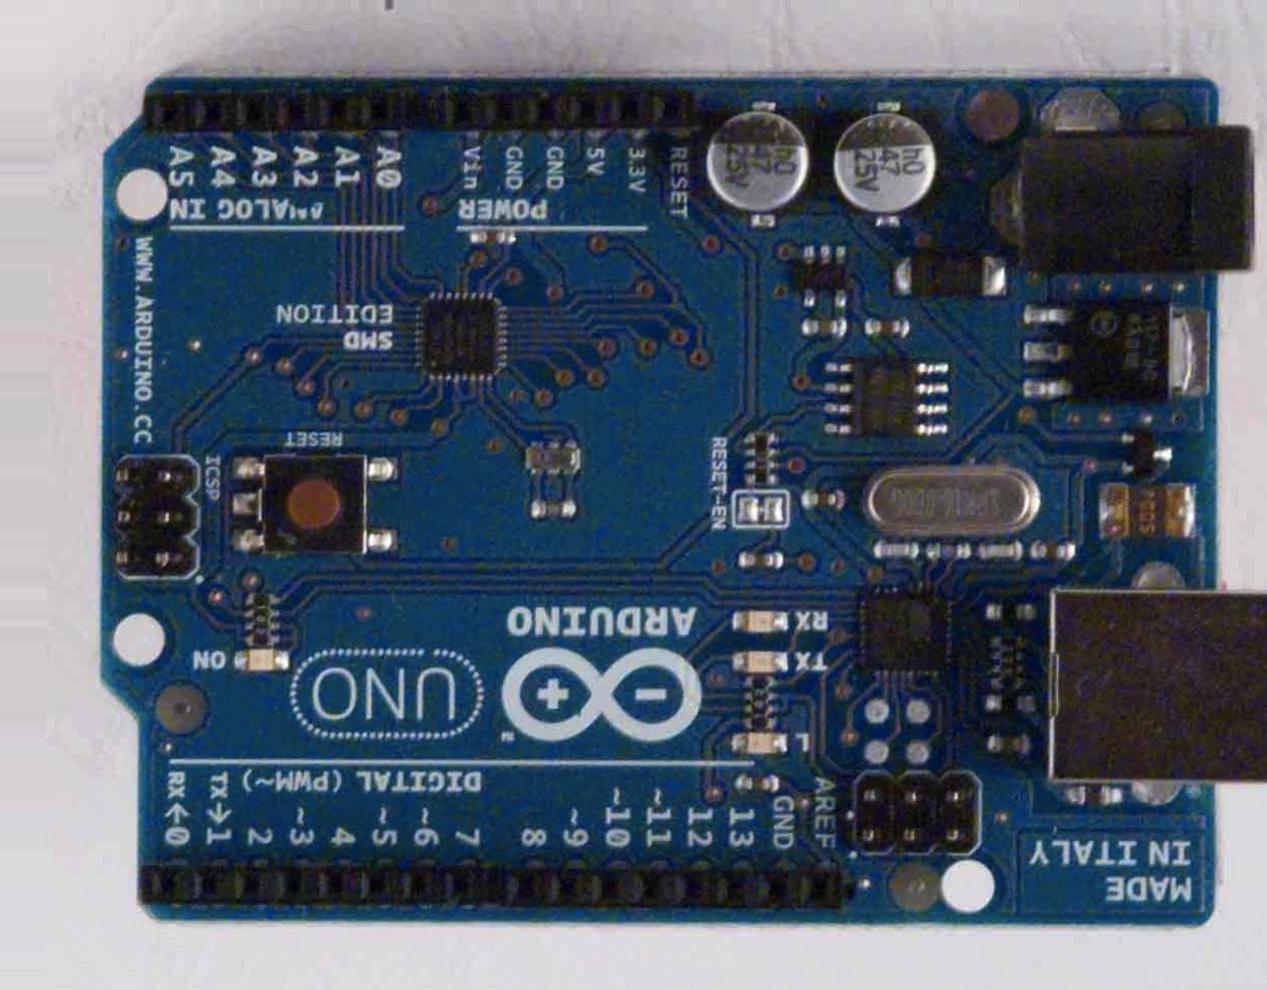 MADE
IN ITALY
AREF
GND
13
12
~11
~10
~9
8
7
~6
~5
4
~3
2
TX→1
RX←0
DIGITAL (PWM~)
L
TX
RX
UNO
ARDUINO
ON
ICSP
RESET
RESET-EN
SMD
EDITION
WWW.ARDUINO.CC
RESET
3.3V
5V
GND
GND
Vin
POWER
A0
A1
A2
A3
A4
A5
ANALOG IN
47
25V
47
25V